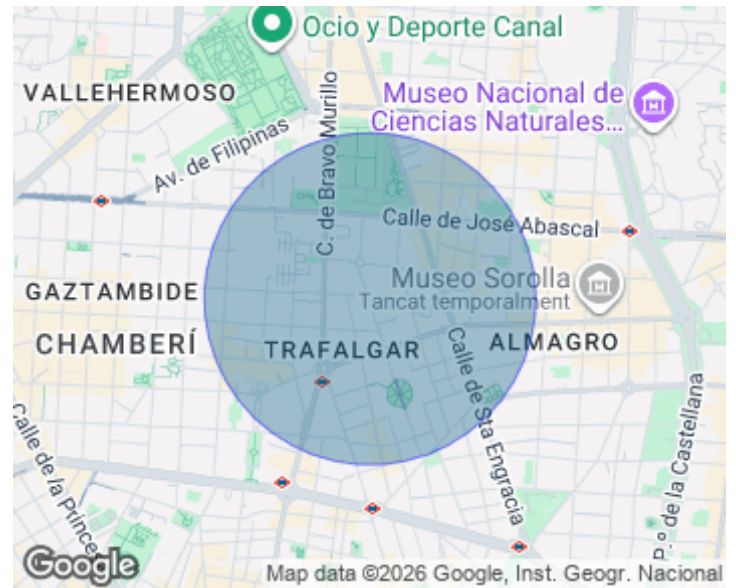 Ocio y Deporte Canal
VALLEHERMOSO
Museo Nacional de
Ciencias Naturales...
Av. de Filipinas
C. de Bravo Murillo
Calle de José Abascal
GAZTAMBIDE
Museo Sorolla
Tancat temporalment
CHAMBERÍ
TRAFALGAR
ALMAGRO
Calle de Sta Engracia
Calle de la Princes
P.º de la Castellana
Google
Map data ©2026 Google, Inst. Geogr. Nacional